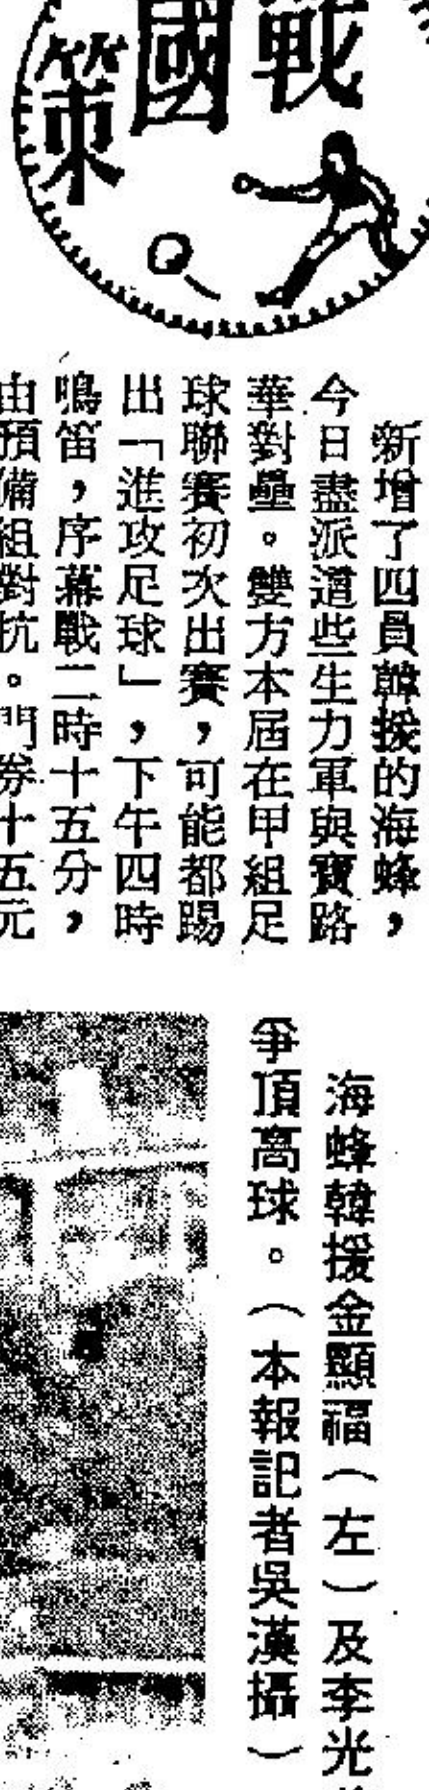 戰國策
新增了四員韓援的海蜂，
今日盡派這些生力軍與寶路
華對壘。雙方本屆在甲組足
球聯賽初次出賽，可能都踢
出「進攻足球」，下午四時
鳴笛，序幕戰二時十五分，
由預備組對抗。門券十五元
海蜂韓援金顯福（左）及李光
爭頂高球。（本報記者吳漢攝）